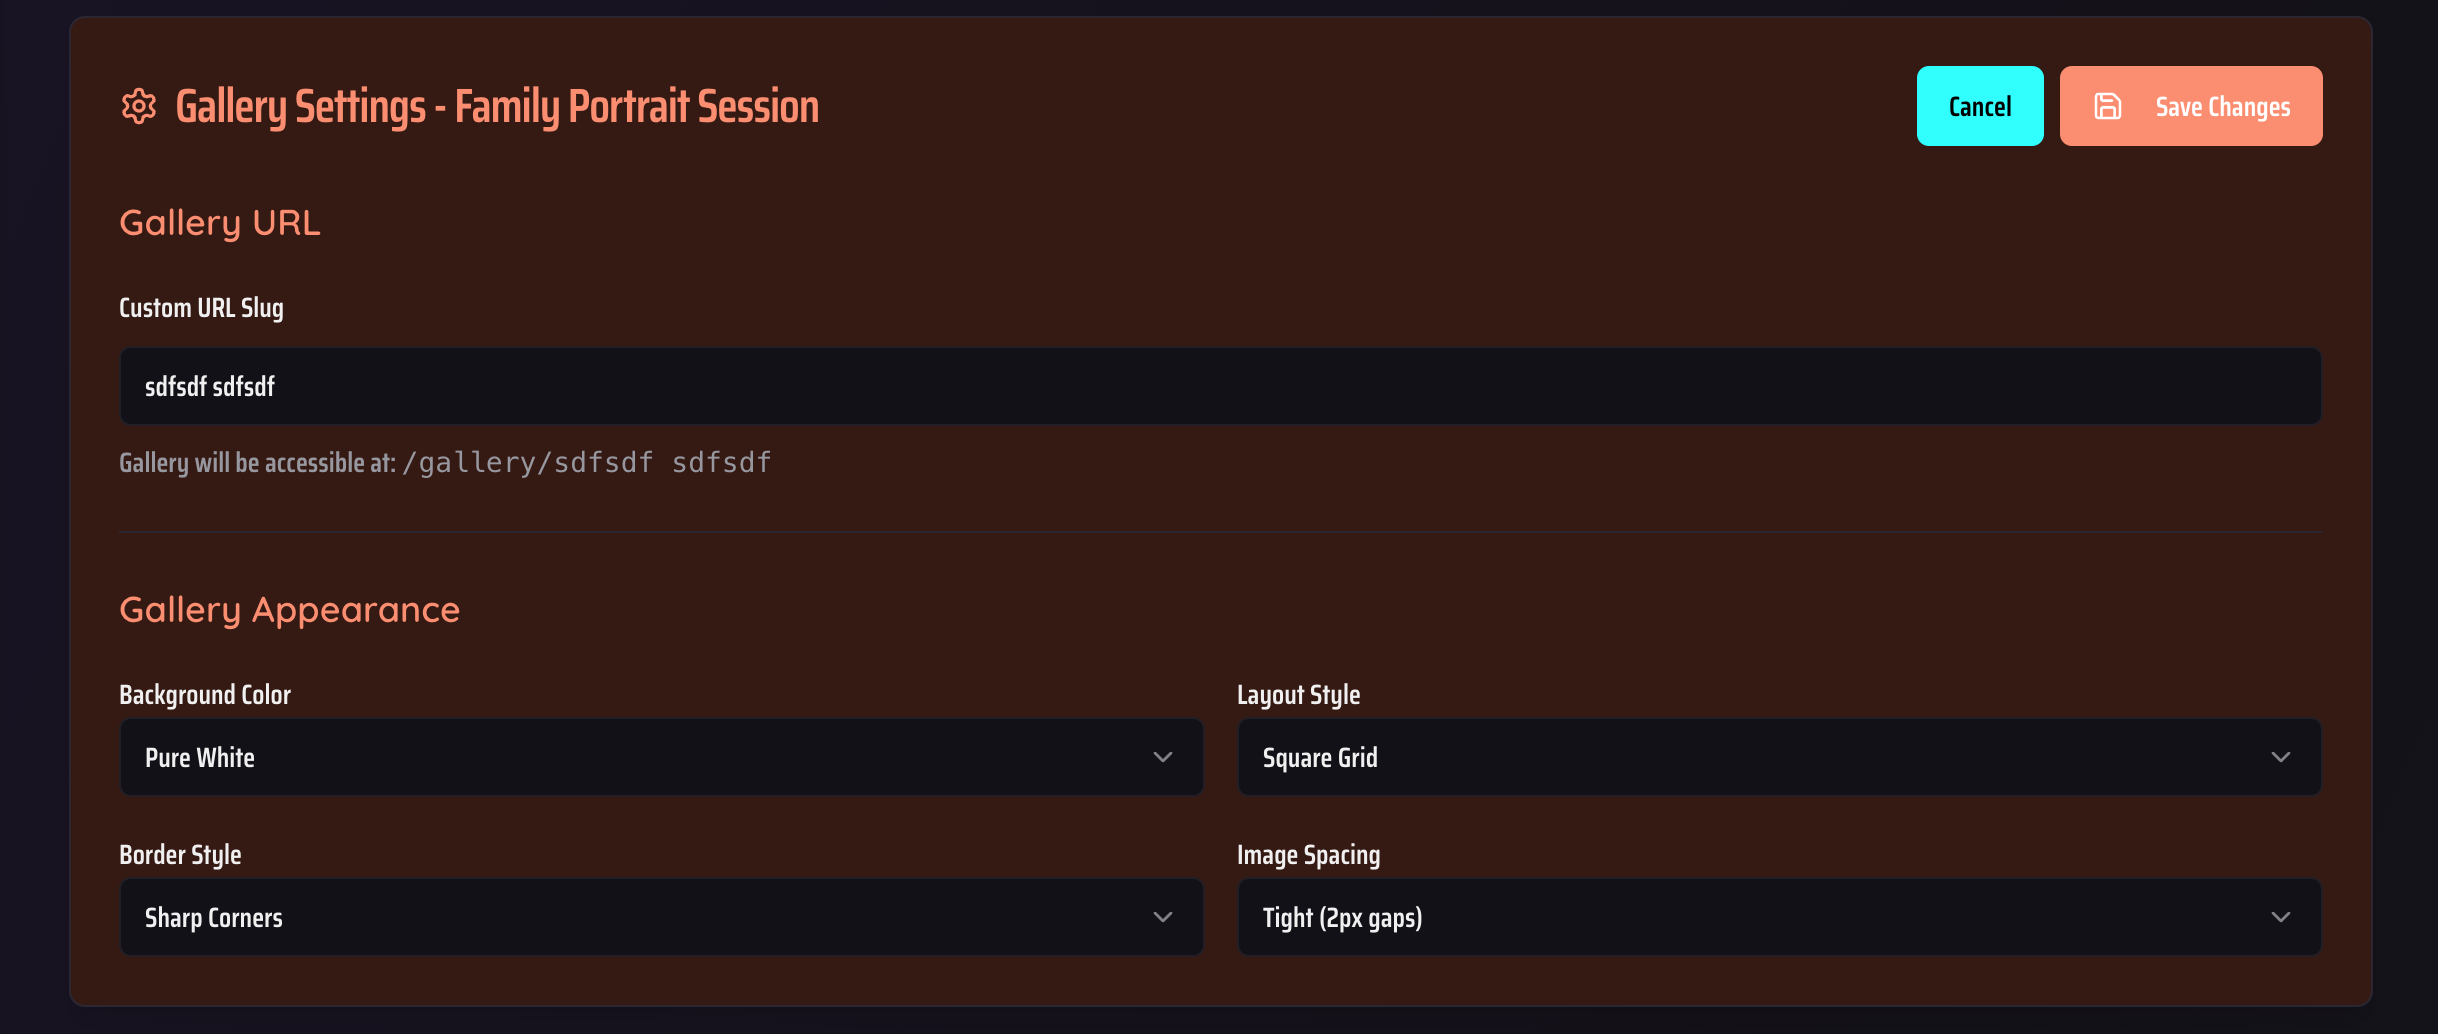 Gallery Settings - Family Portrait Session
Cancel
Save Changes
Gallery URL
Custom URL Slug
sdfsdf sdfsdf
Gallery will be accessible at: /gallery/sdfsdf sdfsdf
Gallery Appearance
Background Color
Layout Style
Pure White
Square Grid
Border Style
Image Spacing
Sharp Corners
Tight (2px gaps)